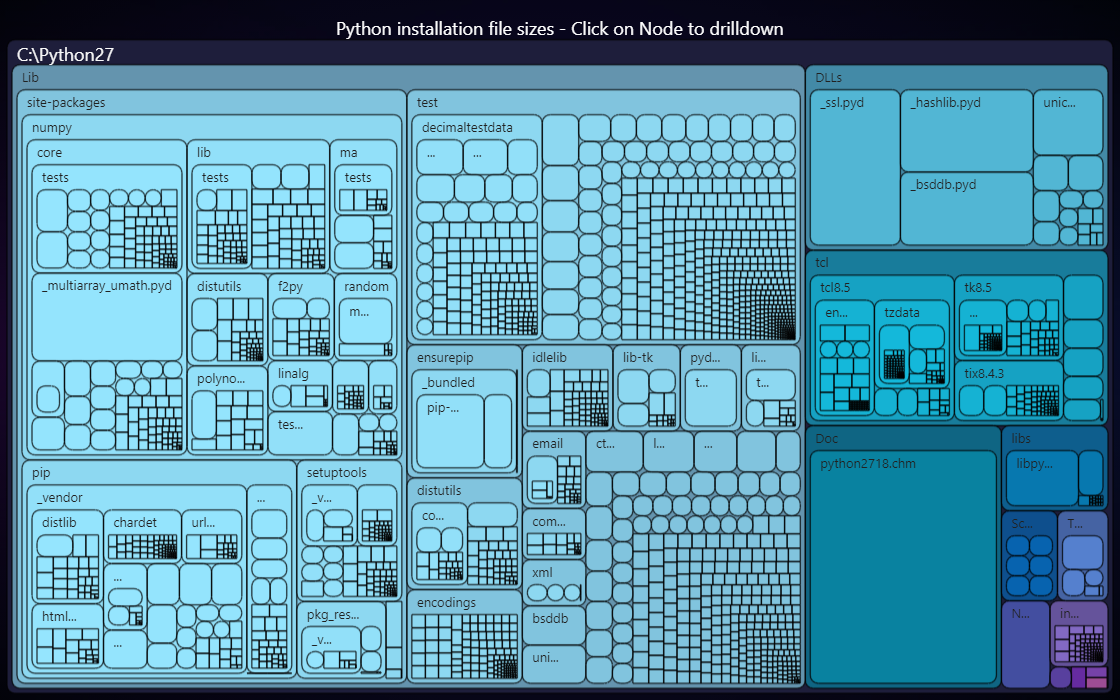 Python installation file sizes - Click on Node to drilldown
C:\Python27
Lib
site-packages
numpy
core
tests
lib
tests
ma
tests
_multiarray_umath.pyd
distutils
f2py
random
m...
polyno...
linalg
tes...
pip
_vendor
distlib
chardet
url...
...
...
html...
...
setuptools
_v...
pkg_res...
_v...
test
decimaltestdata
...
...
ensurepip
_bundled
pip-...
idlelib
lib-tk
pyd...
t...
li...
t...
distutils
co...
email
ct...
l...
...
com...
xml
encodings
bsddb
uni...
DLLs
_ssl.pyd
_hashlib.pyd
unic...
_bsddb.pyd
tcl
tcl8.5
en...
tzdata
tk8.5
...
tix8.4.3
Doc
python2718.chm
libs
libpy...
Sc...
T...
N...
in...